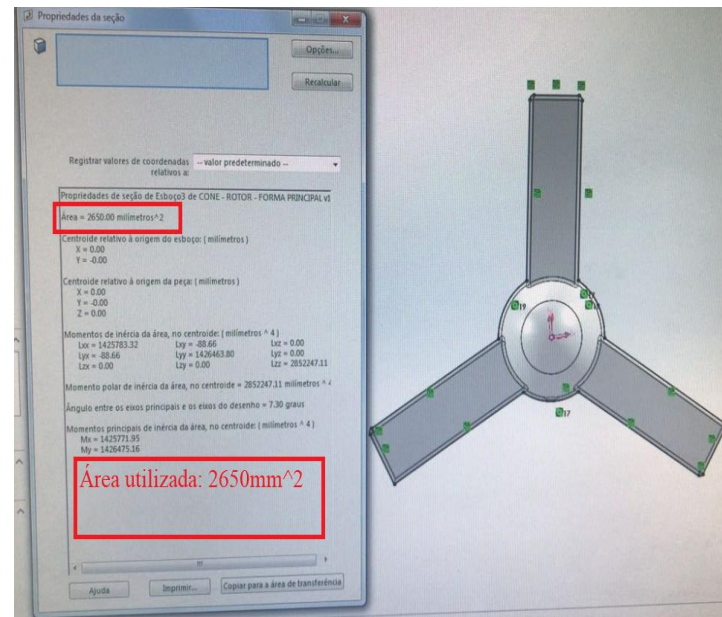 Propriedades da seção
Opções...
Recalcular
Registrar valores de coordenadas
relativos a:
-- valor predeterminado --
Propriedades de seção de Esboço3 de CONE - ROTOR - FORMA PRINCIPAL v1
Área = 2650.00 milímetros^2
Centroide relativo à origem do esboço: ( milímetros )
X = 0.00
Y = -0.00
Centroide relativo à origem da peça: ( milímetros )
X = 0.00
Y = -0.00
Z = 0.00
Momentos de inércia da área, no centroide: ( milímetros ^ 4 )
Lxx = 1425783.32 Lxy = -88.66 Lxz = 0.00
Lyx = -88.66 Lyy = 1426463.80 Lyz = 0.00
Lzx = 0.00 Lzy = 0.00 Lzz = 2852247.11
Momento polar de inércia da área, no centroide = 2852247.11 milímetros ^ 4
Ângulo entre os eixos principais e os eixos do desenho = 7.30 graus
Momentos principais de inércia da área, no centroide: ( milímetros ^ 4 )
Mx = 1425771.95
My = 1426475.16
Área utilizada: 2650mm^2
Ajuda
Imprimir...
Copiar para a área de transferência
19
17